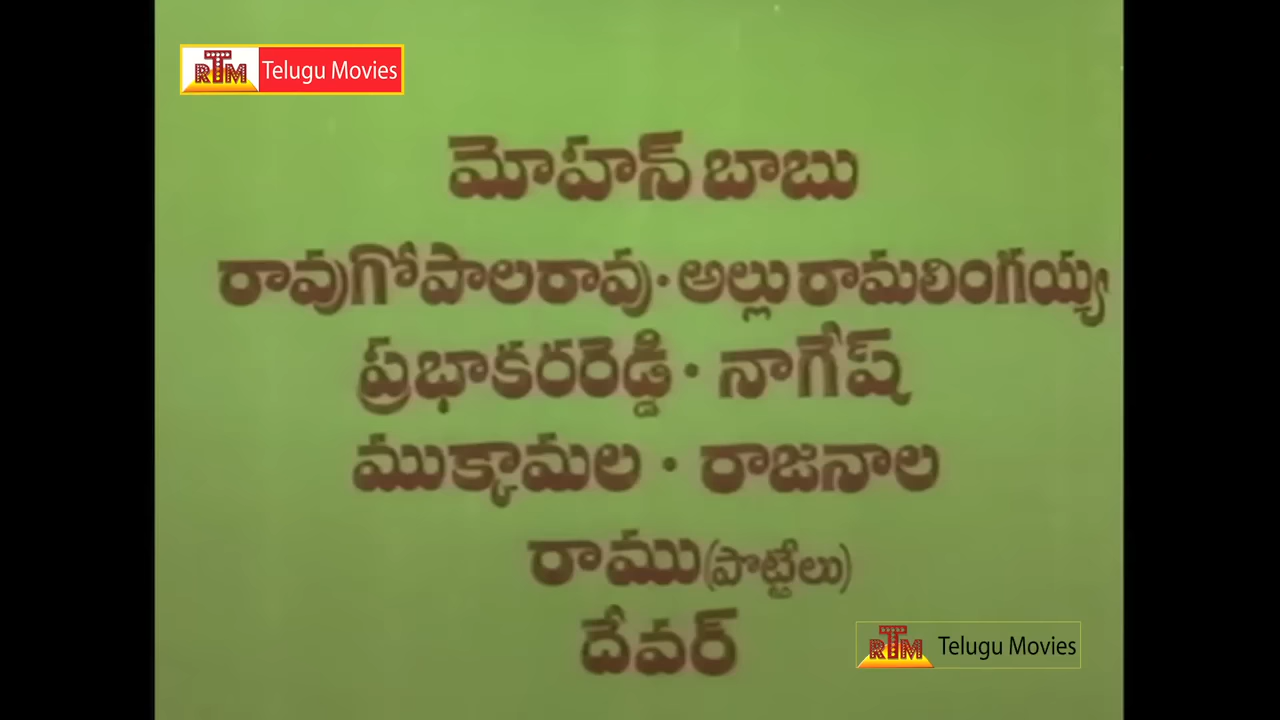 RTM Telugu Movies
మోహన్ బాబు
రావుగోపాలరావు · అల్లు రామలింగయ్య
ప్రభాకరరెడ్డి · నాగేష్
ముక్కామల · రాజనాల
రాము (పొట్టేలు)
దేవర్
RTM Telugu Movies